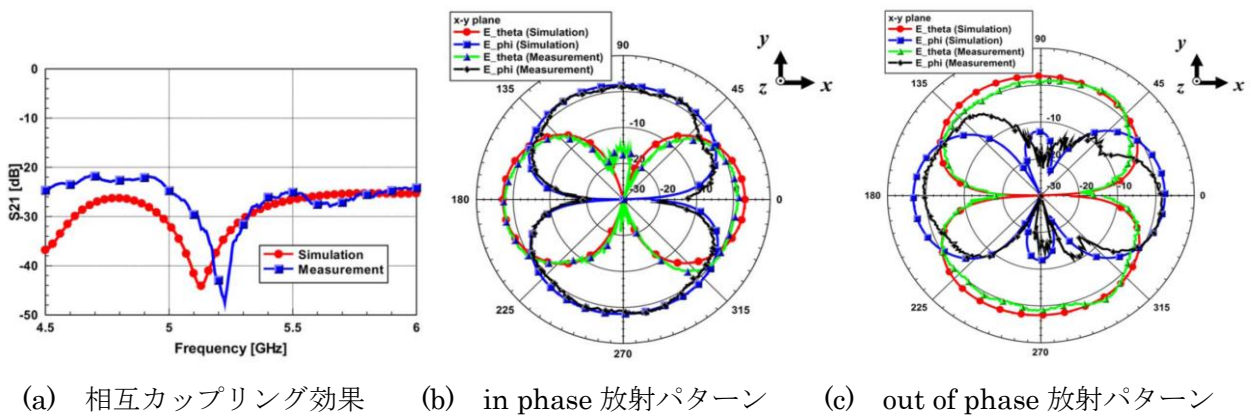 0
-10
-20
-30
-40
-50
S21 [dB]
4.5
5
5.5
6
Frequency [GHz]
Simulation
Measurement
x-y plane
E_theta (Simulation)
E_phi (Simulation)
E_theta (Measurement)
E_phi (Measurement)
90
45
0
315
270
225
180
135
-10
-30
-20
-10
y
z
x
x-y plane
E_theta (Simulation)
E_phi (Simulation)
E_theta (Measurement)
E_phi (Measurement)
90
45
0
315
270
225
180
135
-10
-30
-20
-10
y
z
x
(a) 相互カップリング効果
(b) in phase 放射パターン
(c) out of phase 放射パターン